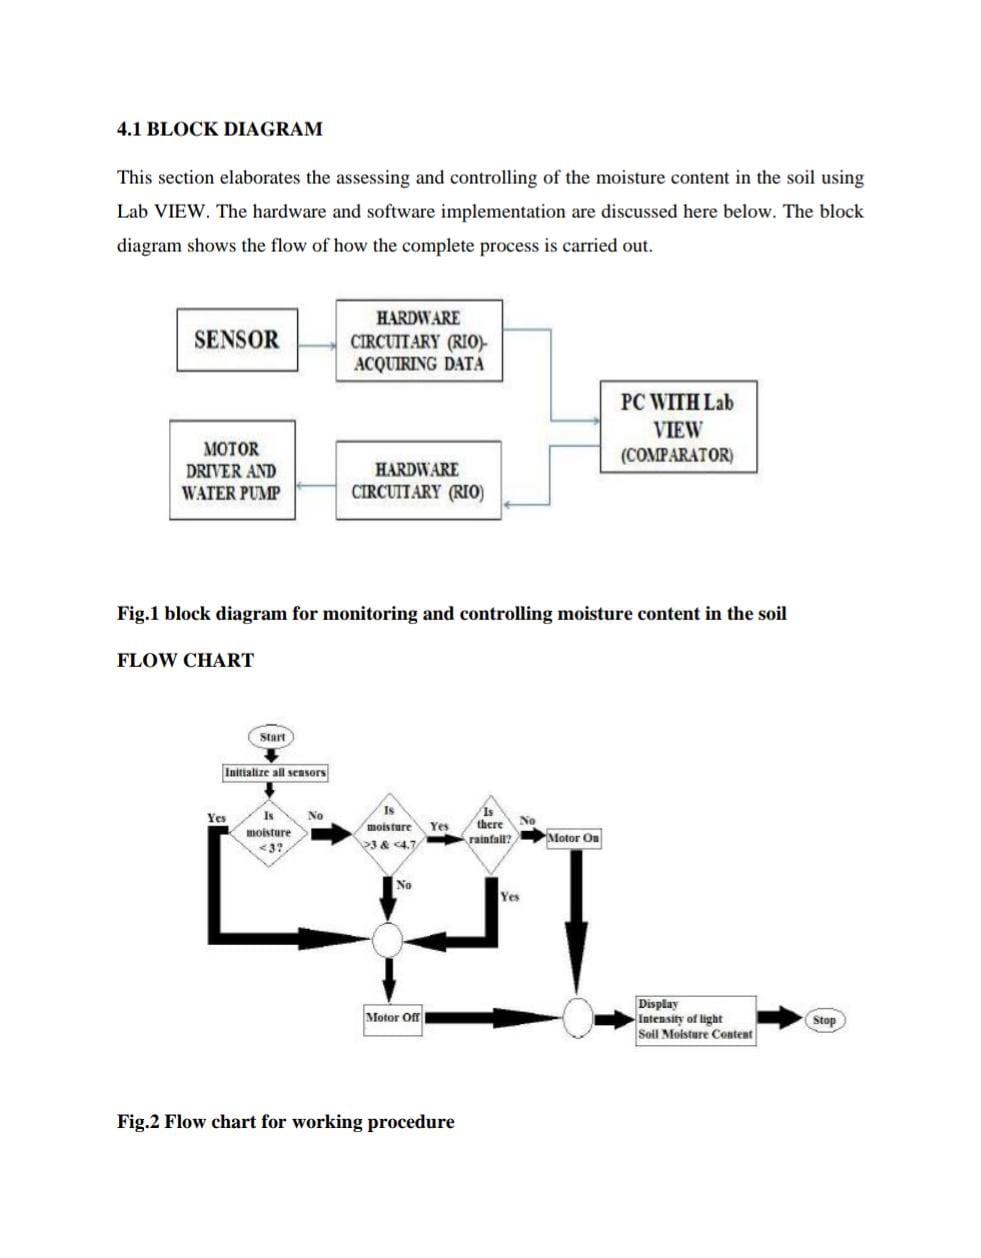 4.1 BLOCK DIAGRAM
This section elaborates the assessing and controlling of the moisture content in the soil using
Lab VIEW. The hardware and software implementation are discussed here below. The block
diagram shows the flow of how the complete process is carried out.
SENSOR
HARDWARE
CIRCUITARY (RIO)-
ACQUIRING DATA
PC WITH Lab
VIEW
(COMPARATOR)
MOTOR
DRIVER AND
WATER PUMP
HARDWARE
CIRCUITARY (RIO)
Fig.1 block diagram for monitoring and controlling moisture content in the soil
FLOW CHART
Start
Initialize all sensors
Yes
Is
moisture
<3?
No
Is
moisture
>3 & <4.7
Yes
Is
there
rainfall?
No
Motor On
No
Yes
Motor Off
Display
Intensity of light
Soil Moisture Content
Stop
Fig.2 Flow chart for working procedure